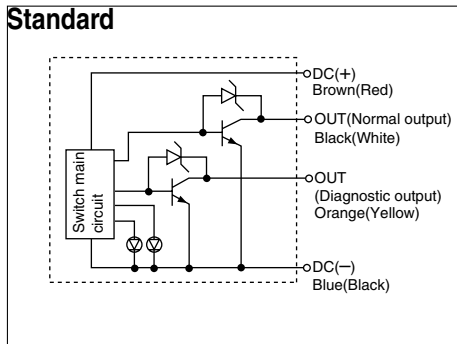 Standard
DC(+)
Brown(Red)
OUT(Normal output)
Black(White)
OUT
(Diagnostic output)
Orange(Yellow)
Switch main
circuit
DC(—)
Blue(Black)